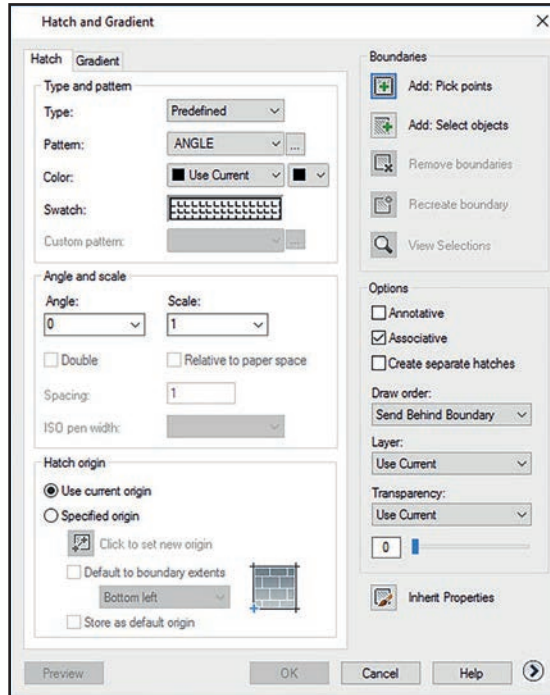 Hatch and Gradient
Hatch Gradient
Type and pattern
Type: Predefined
Pattern: ANGLE ...
Color: Use Current
Swatch:
Custom pattern: ...
Angle and scale
Angle: Scale:
0 1
Double Relative to paper space
Spacing: 1
ISO pen width:
Hatch origin
Use current origin
Specified origin
Click to set new origin
Default to boundary extents
Bottom left
Store as default origin
Boundaries
Add: Pick points
Add: Select objects
Remove boundaries
Recreate boundary
View Selections
Options
Annotative
Associative
Create separate hatches
Draw order:
Send Behind Boundary
Layer:
Use Current
Transparency:
Use Current
0
Inherit Properties
Preview OK Cancel Help